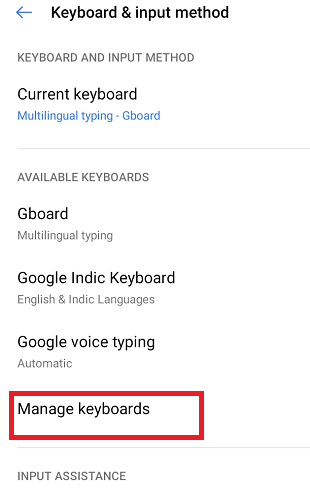 Keyboard & input method
KEYBOARD AND INPUT METHOD
Current keyboard
Multilingual typing - Gboard
AVAILABLE KEYBOARDS
Gboard
Multilingual typing
Google Indic Keyboard
English & Indic Languages
Google voice typing
Automatic
Manage keyboards
INPUT ASSISTANCE